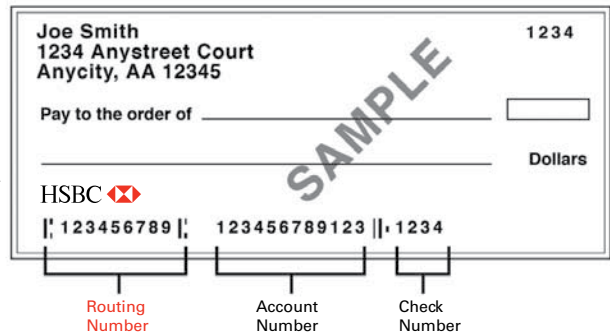 Joe Smith 1234
1234 Anystreet Court
Anycity, AA 12345
Pay to the order of
SAMPLE
Dollars
HSBC
123456789 123456789123 1234
Routing Account Check
Number Number Number